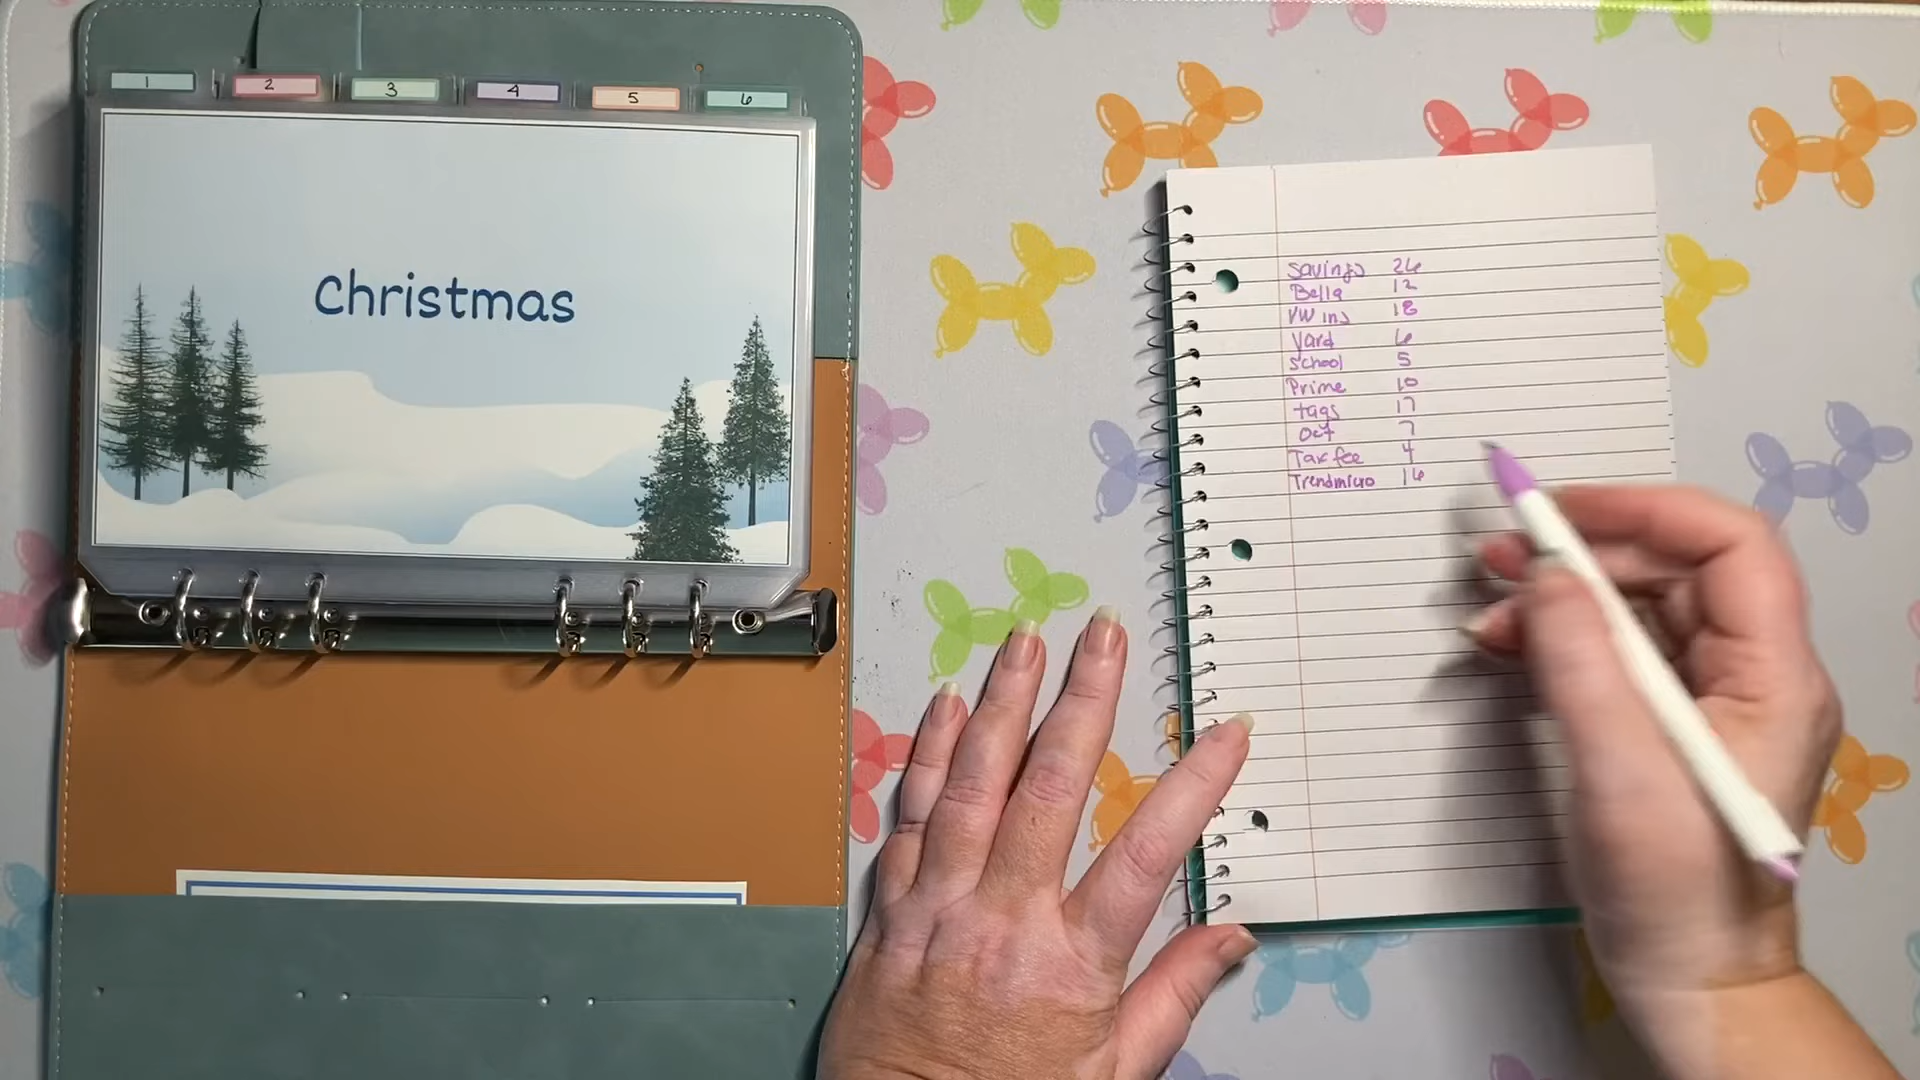 1 2 3 4 5 6
Christmas
Savings 26
Bella 12
VW ins 18
Yard 6
School 5
Prime 10
tags 17
Oct 7
Tax fee 4
Trendmicro 16